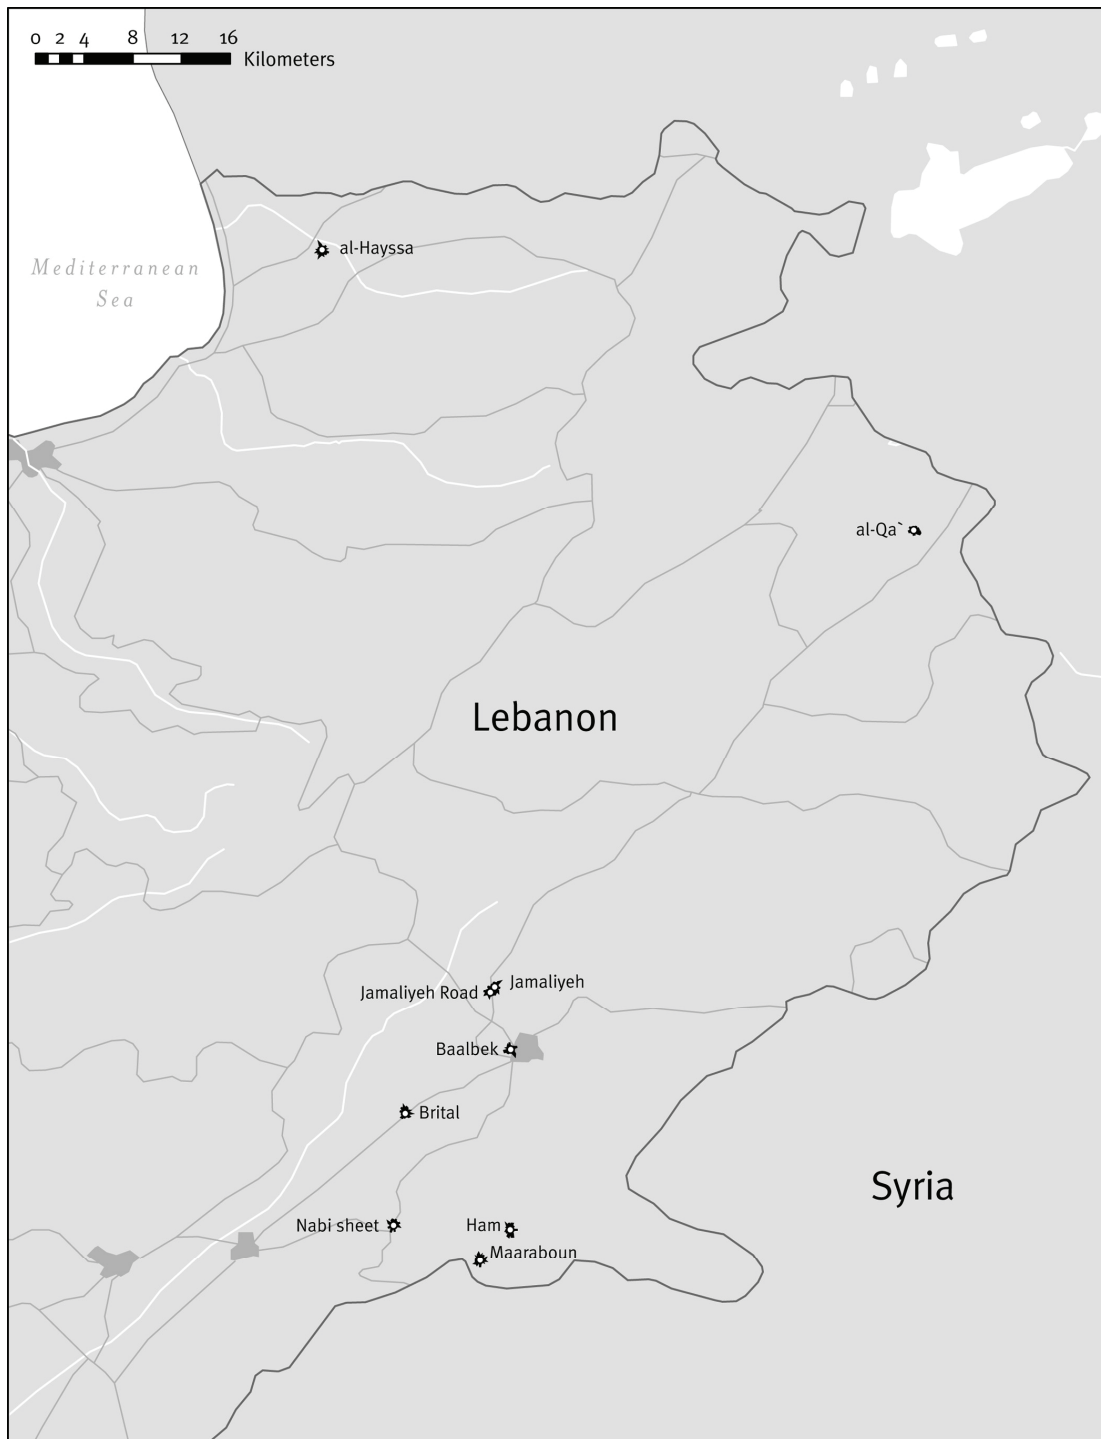 0 2 4 8 12 16
Kilometers
al-Hayssa
Mediterranean
Sea
al-Qa`
Lebanon
Jamaliyeh
Jamaliyeh Road
Baalbek
Brital
Syria
Nabi sheet
Ham
Maaraboun